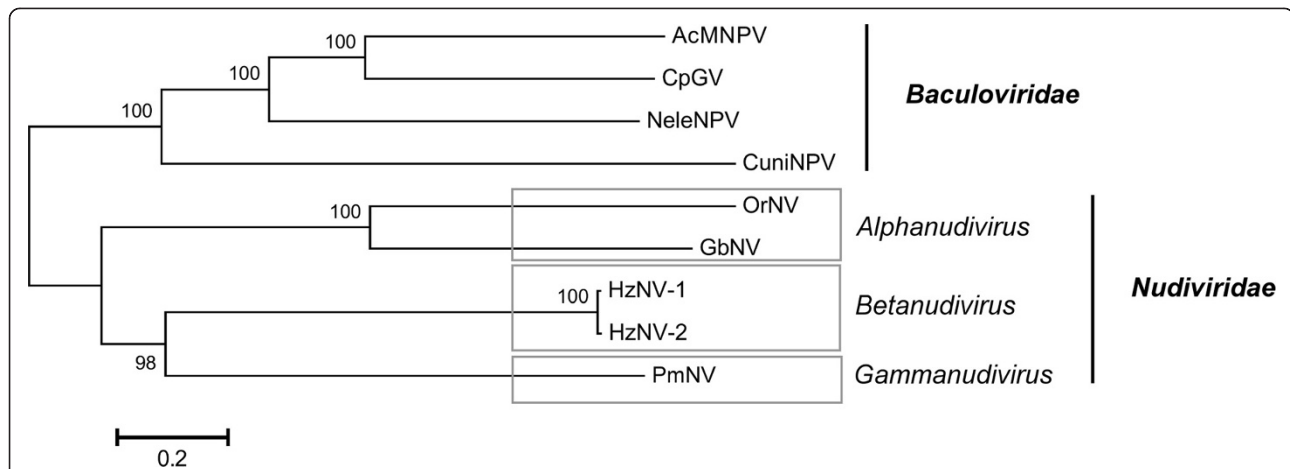 100
AcMNPV
100
CpGV
100
NeleNPV
CuniNPV
Baculoviridae
100
OrNV
GbNV
Alphanudivirus
100
HzNV-1
HzNV-2
Betanudivirus
Nudiviridae
98
PmNV
Gammanudivirus
0.2